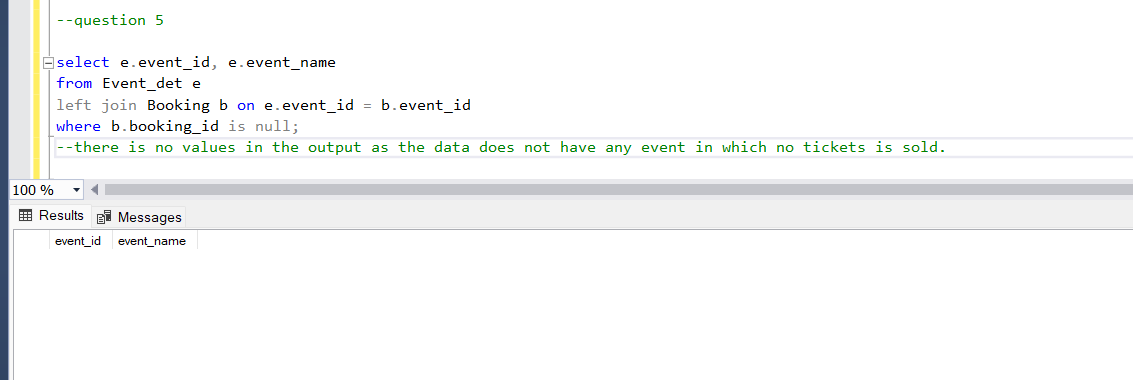 --question 5
select e.event_id, e.event_name
from Event_det e
left join Booking b on e.event_id = b.event_id
where b.booking_id is null;
--there is no values in the output as the data does not have any event in which no tickets is sold.
100 %
Results Messages
event_id event_name